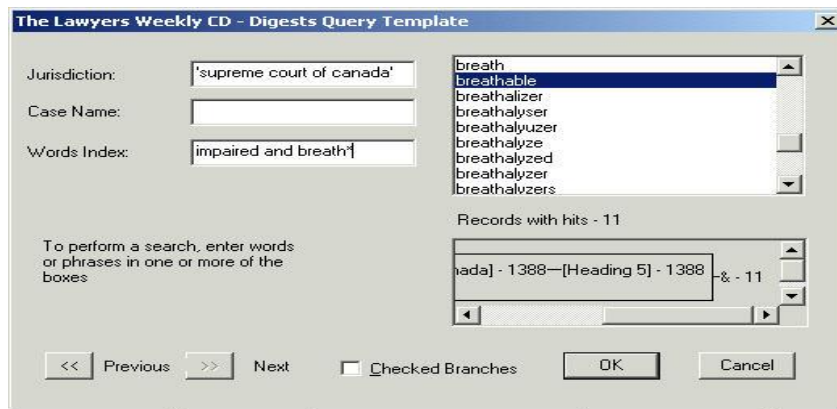 The Lawyers Weekly CD - Digests Query Template
Jurisdiction:
'supreme court of canada'
Case Name:
Words Index:
impaired and breath*
breath
breathable
breathalizer
breathalyser
breathalyuzer
breathalyze
breathalyzed
breathalyzer
breathalyzers
Records with hits - 11
To perform a search, enter words
or phrases in one or more of the
boxes
nada] - 1388—[Heading 5] - 1388
& - 11
<< Previous >> Next
Checked Branches
OK
Cancel